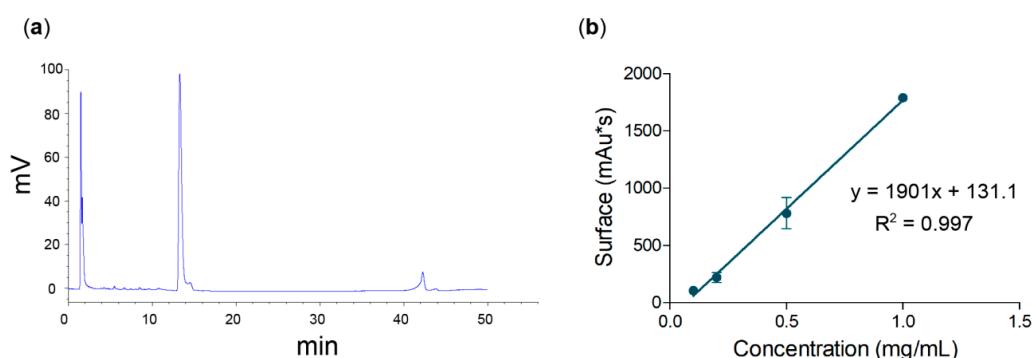 (a)
mV
100
80
60
40
20
0
0
10
20
30
40
50
min
(b)
Surface (mAu*s)
2000
1500
1000
500
0
y = 1901x + 131.1
R² = 0.997
0.0
0.5
1.0
1.5
Concentration (mg/mL)